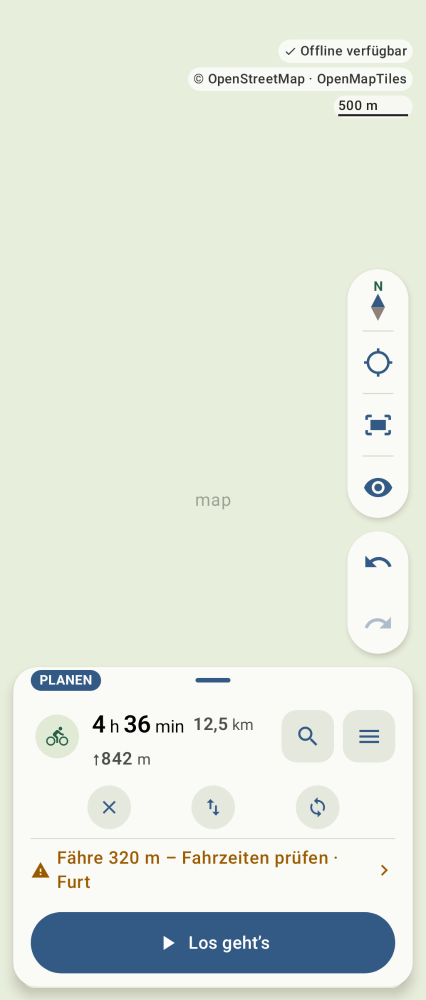 Offline verfügbar
© OpenStreetMap · OpenMapTiles
500 m
N
map
PLANEN
4 h 36 min 12,5 km
↑842 m
Fähre 320 m – Fahrzeiten prüfen ·
Furt
Los geht’s